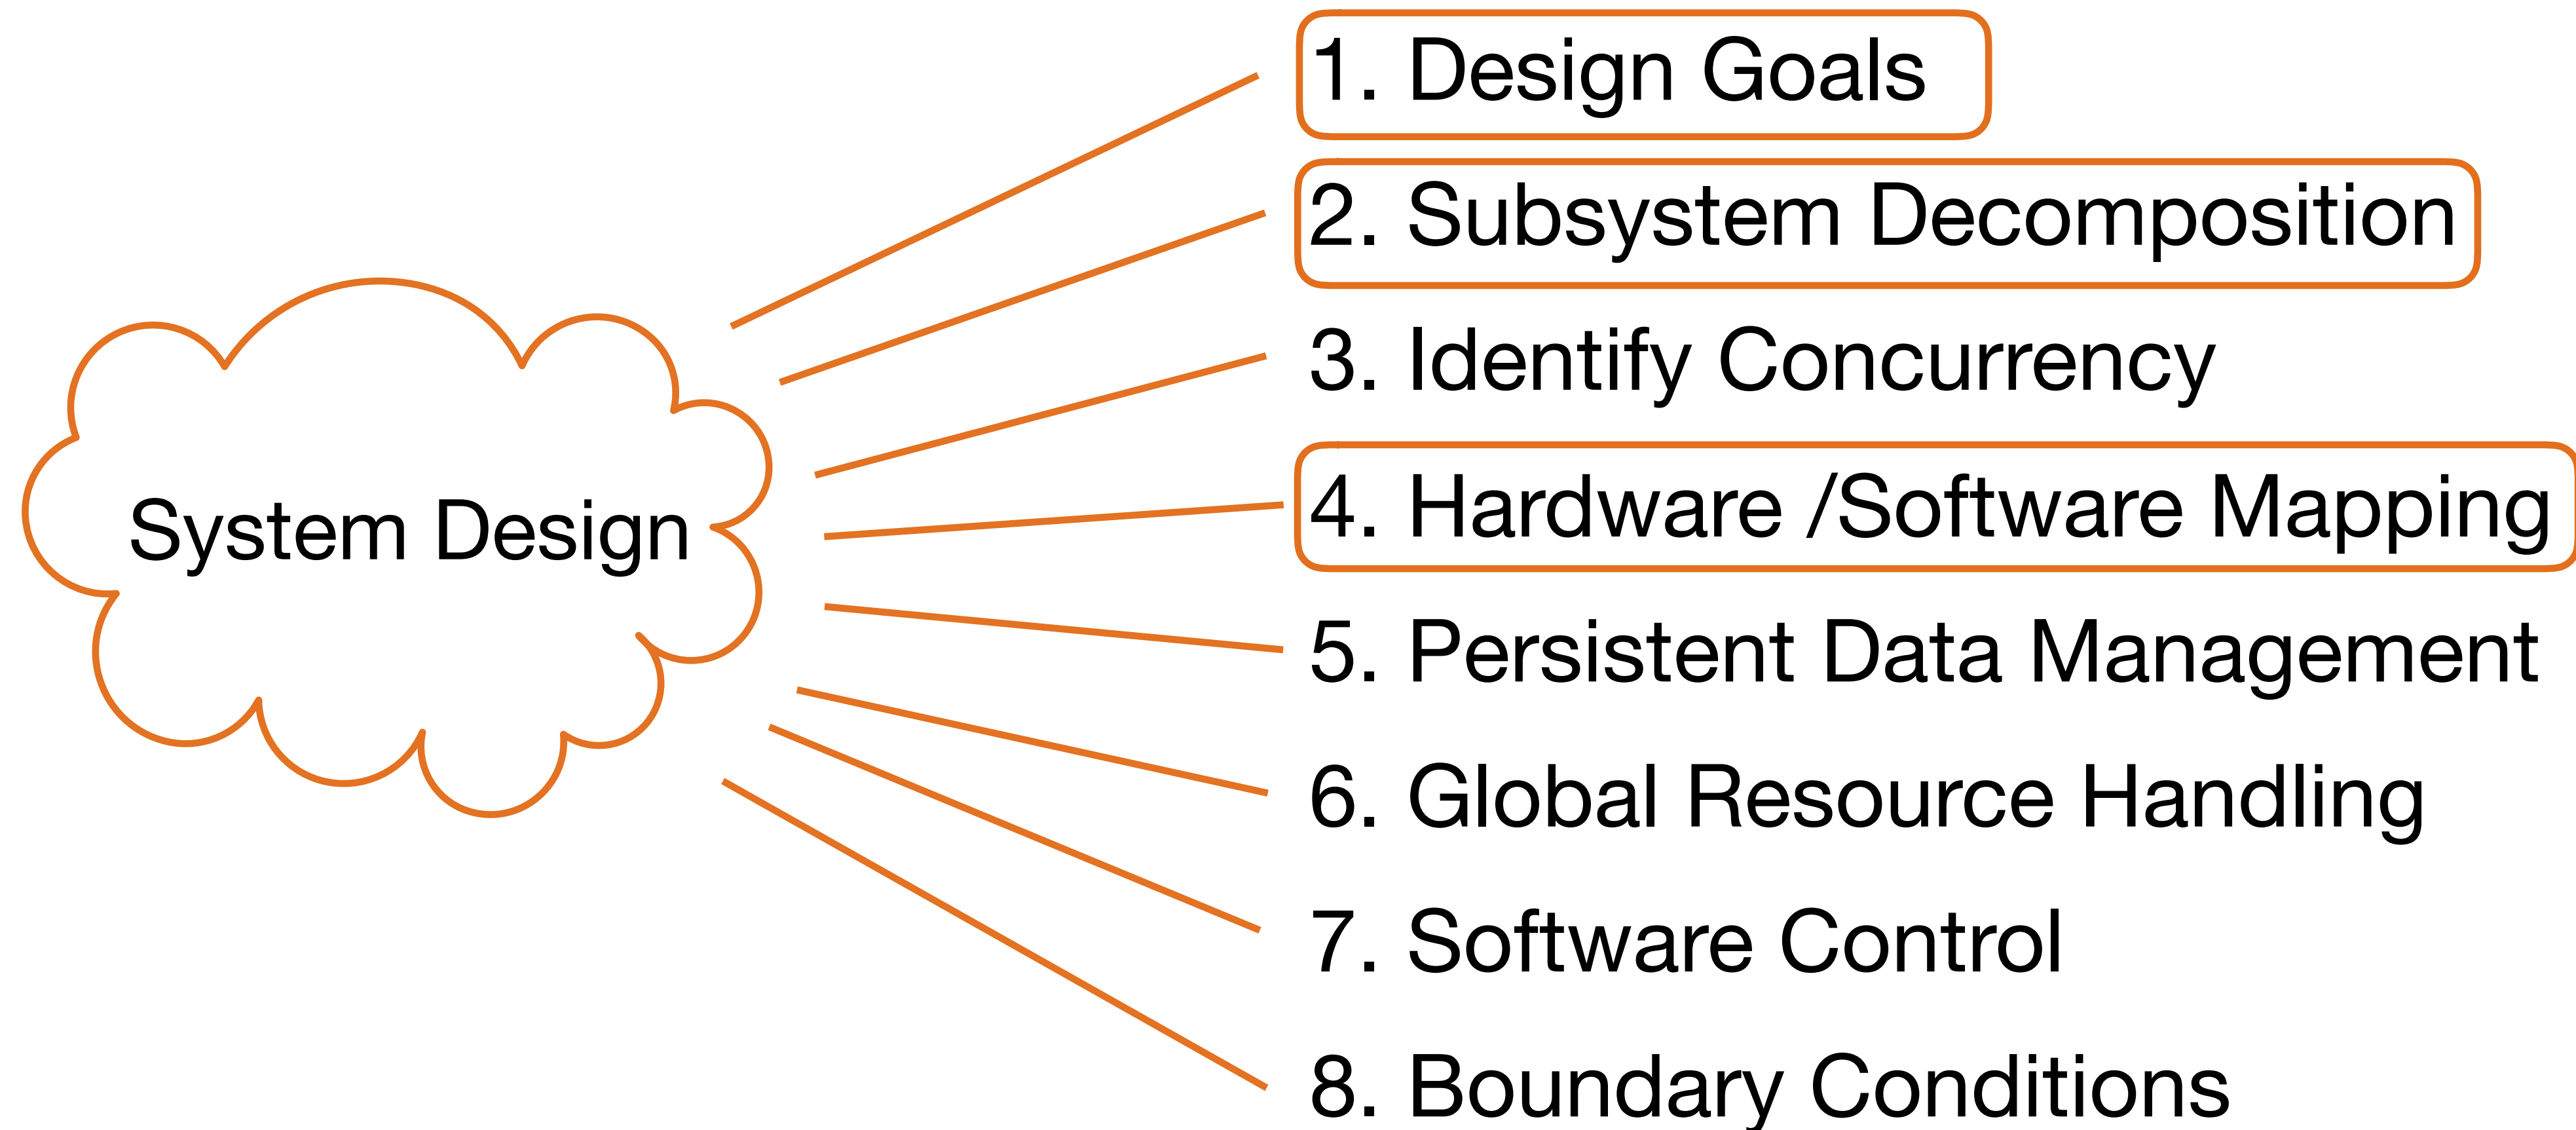 System Design
1. Design Goals
2. Subsystem Decomposition
3. Identify Concurrency
4. Hardware /Software Mapping
5. Persistent Data Management
6. Global Resource Handling
7. Software Control
8. Boundary Conditions